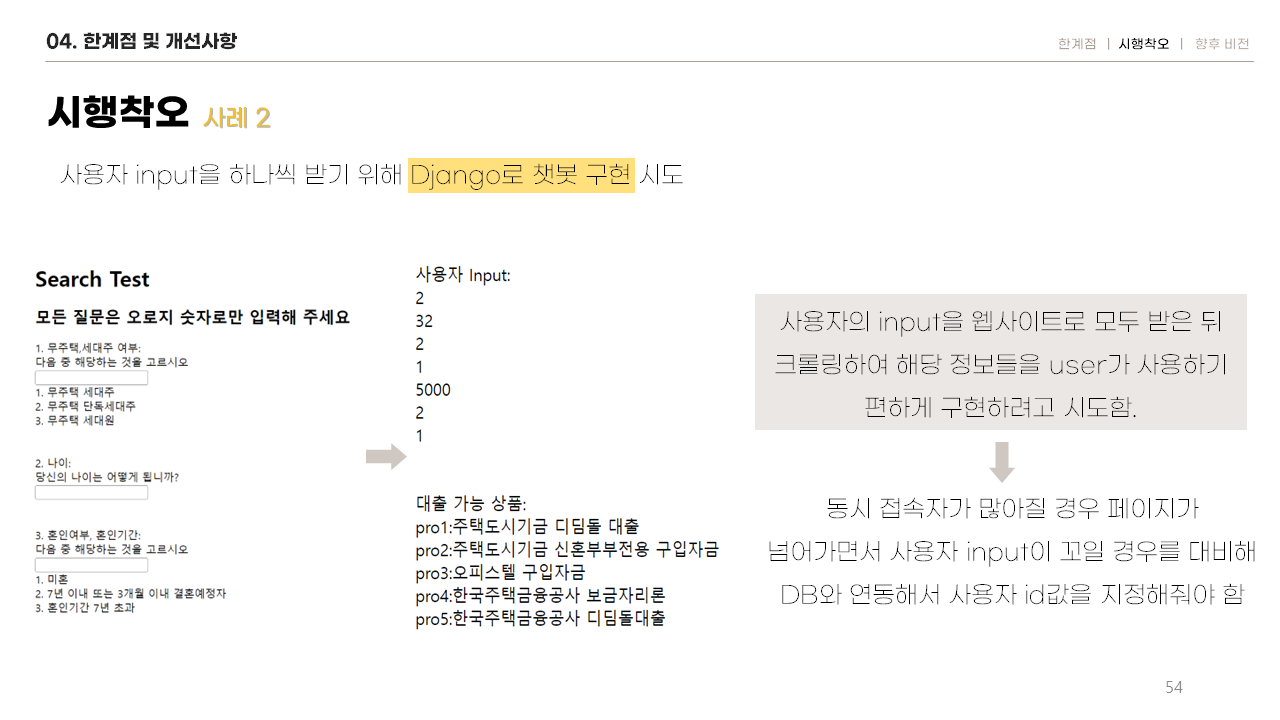 04. 한계점 및 개선사항
한계점 | 시행착오 | 향후 비전
시행착오 사례 2
사용자 input을 하나씩 받기 위해 Django로 챗봇 구현 시도
Search Test
모든 질문은 오로지 숫자로만 입력해 주세요
1. 무주택,세대주 여부:
다음 중 해당하는 것을 고르시오
1. 무주택 세대주
2. 무주택 단독세대주
3. 무주택 세대원
2. 나이:
당신의 나이는 어떻게 됩니까?
3. 혼인여부, 혼인기간:
다음 중 해당하는 것을 고르시오
1. 미혼
2. 7년 이내 또는 3개월 이내 결혼예정자
3. 혼인기간 7년 초과
사용자 Input:
2
32
2
1
5000
2
1
대출 가능 상품:
pro1:주택도시기금 디딤돌 대출
pro2:주택도시기금 신혼부부전용 구입자금
pro3:오피스텔 구입자금
pro4:한국주택금융공사 보금자리론
pro5:한국주택금융공사 디딤돌대출
사용자의 input을 웹사이트로 모두 받은 뒤
크롤링하여 해당 정보들을 user가 사용하기
편하게 구현하려고 시도함.
동시 접속자가 많아질 경우 페이지가
넘어가면서 사용자 input이 꼬일 경우를 대비해
DB와 연동해서 사용자 id값을 지정해줘야 함
54